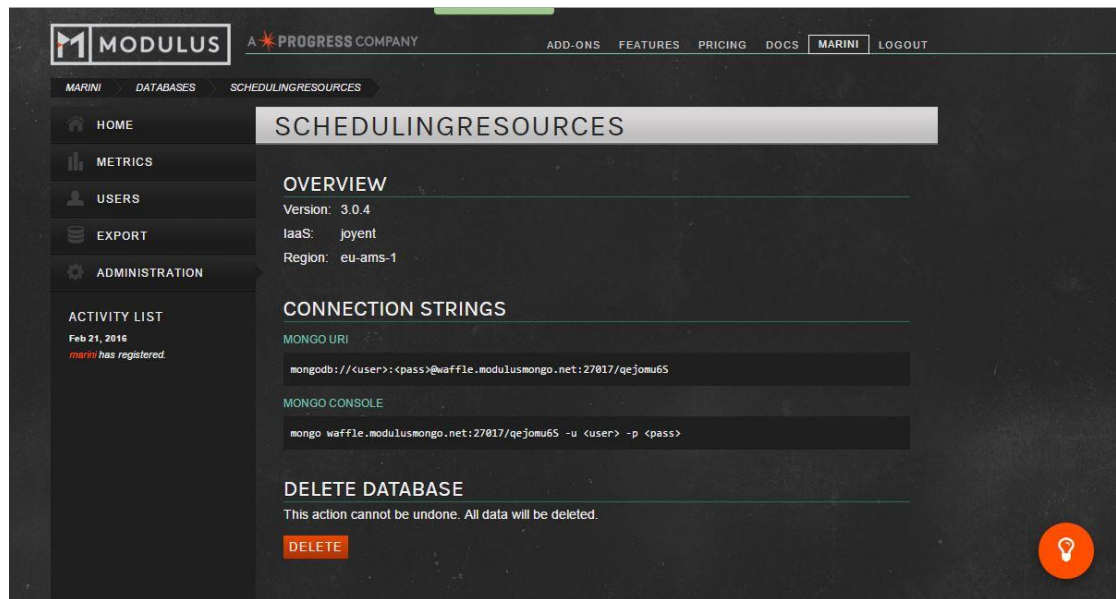 MODULUS
A PROGRESS COMPANY
ADD-ONS FEATURES PRICING DOCS MARINI LOGOUT
MARINI DATABASES SCHEDULINGRESOURCES
HOME
METRICS
USERS
EXPORT
ADMINISTRATION
ACTIVITY LIST
Feb 21, 2016
marini has registered.
SCHEDULINGRESOURCES
OVERVIEW
Version: 3.0.4
IaaS: joyent
Region: eu-ams-1
CONNECTION STRINGS
MONGO URI
mongodb://<user>:<pass>@waffle.modulusmongo.net:27017/qejomu6S
MONGO CONSOLE
mongo waffle.modulusmongo.net:27017/qejomu6S -u <user> -p <pass>
DELETE DATABASE
This action cannot be undone. All data will be deleted.
DELETE